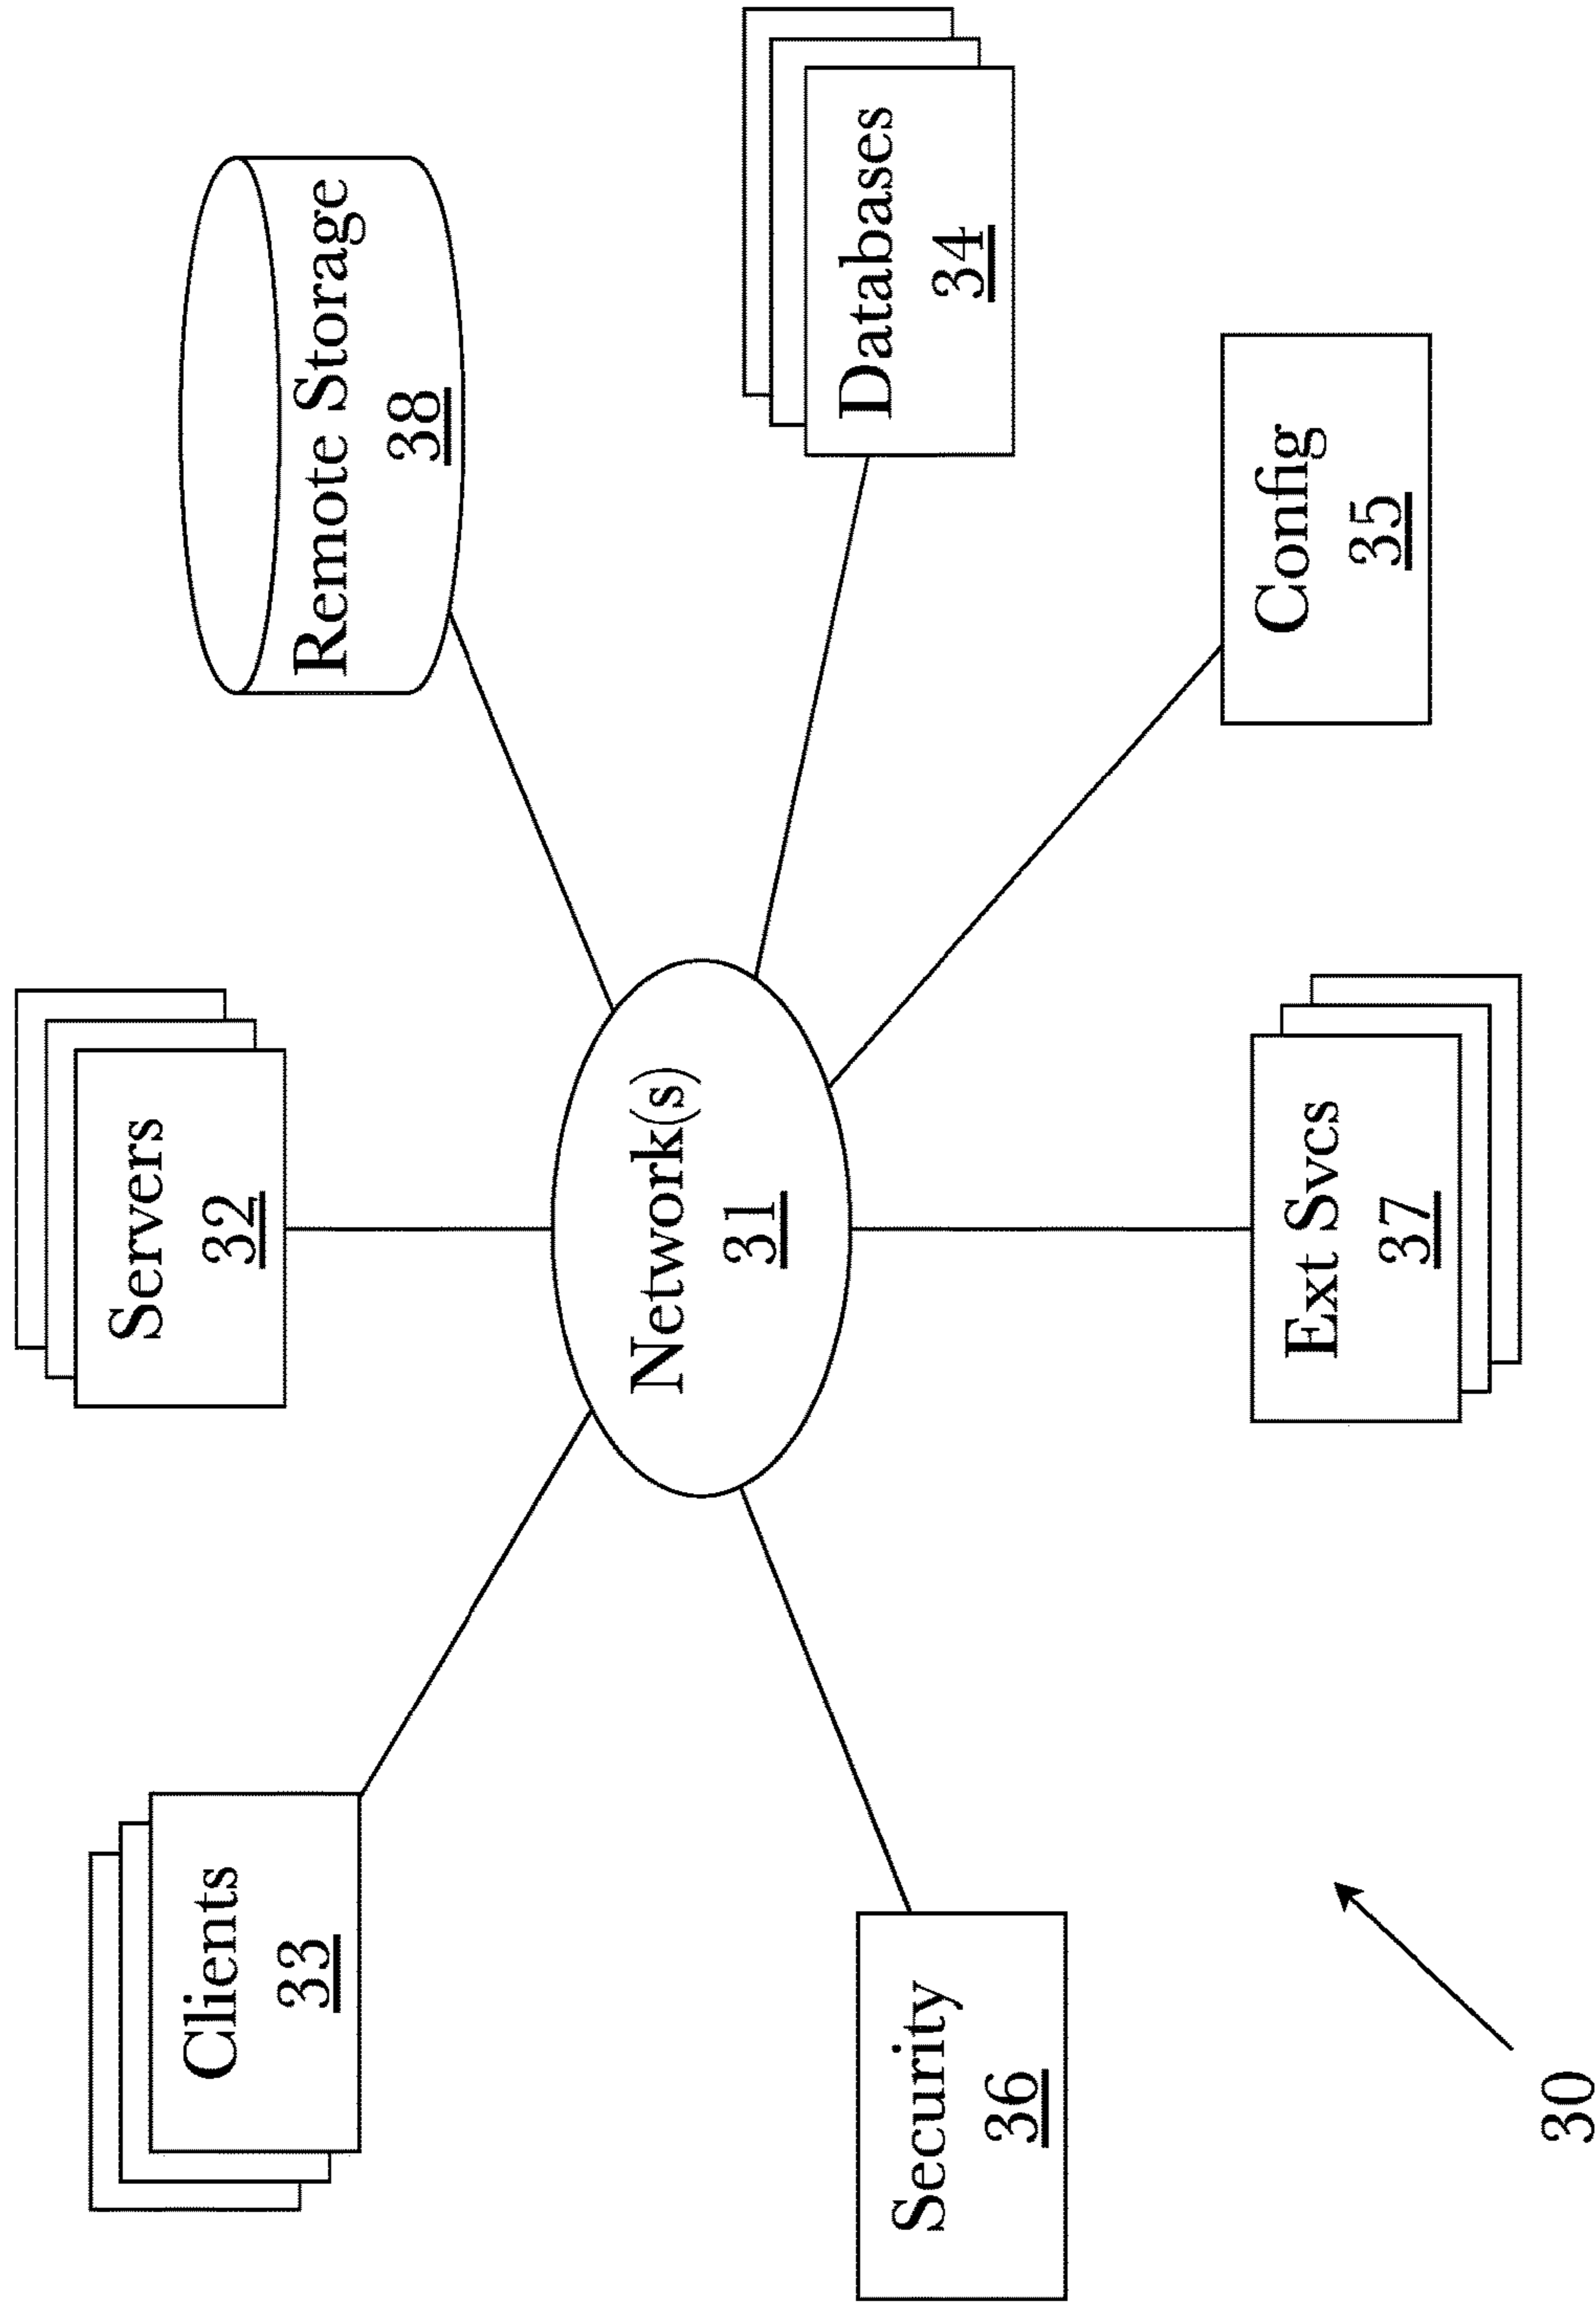 Servers
32
Clients
33
Remote Storage
38
Network(s)
31
Databases
34
Security
36
Config
35
Ext Svcs
37
30